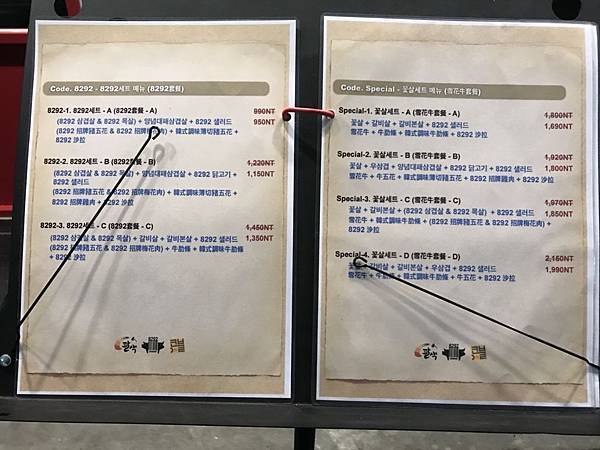 Code. 8292 - 8292세트 메뉴 (8292套餐)
8292-1. 8292세트 - A (8292套餐 - A) 990NT
(8292 삼겹살 & 8292 목살) + 양념대패삼겹살 + 8292 샐러드 950NT
(8292 招牌豬五花 & 8292 招牌梅花肉) + 韓式調味薄切豬五花 +
8292 沙拉
8292-2. 8292세트 - B (8292套餐 - B) 1,220NT
(8292 삼겹살 & 8292 목살) + 양념대패삼겹살 + 8292 닭고기 + 1,150NT
8292 샐러드
(8292 招牌豬五花 & 8292 招牌梅花肉) + 韓式調味薄切豬五花
+ 8292 招牌雞肉 + 8292 沙拉
8292-3. 8292세트 - C (8292套餐 - C) 1,450NT
(8292 삼겹살 & 8292 목살) + 갈비살 + 갈비본살 + 8292 샐러드 1,350NT
(8292 招牌豬五花 & 8292 招牌梅花肉) + 牛肋條 + 韓式調味牛肋條
+ 8292 沙拉
Code. Special - 꽃살세트 메뉴 (雪花牛套餐)
Special-1. 꽃살세트 - A (雪花牛套餐 - A) 1,800NT
꽃살 + 갈비살 + 갈비본살 + 8292 샐러드 1,690NT
雪花牛 + 牛肋條 + 韓式調味牛肋條 + 8292 沙拉
Special-2. 꽃살세트 - B (雪花牛套餐 - B) 1,920NT
꽃살 + 우삼겹 + 양념대패삼겹살 + 8292 닭고기 + 8292 샐러드 1,800NT
雪花牛 + 牛五花 + 韓式調味薄切豬五花 + 8292 招牌雞肉 + 8292 沙拉
Special-3. 꽃살세트 - C (雪花牛套餐 - C) 1,970NT
꽃살 + 갈비살 + (8292 삼겹살 & 8292 목살) + 8292 샐러드 1,850NT
雪花牛 + 牛肋條 + (8292 招牌豬五花 & 8292 招牌梅花肉)+
8292 沙拉
Special-4. 꽃살세트 - D (雪花牛套餐 - D) 2,150NT
꽃살 + 갈비살 + 갈비본살 + 우삼겹 + 8292 샐러드 1,990NT
雪花牛 + 牛肋條 + 韓式調味牛肋條 + 牛五花 + 8292 沙拉